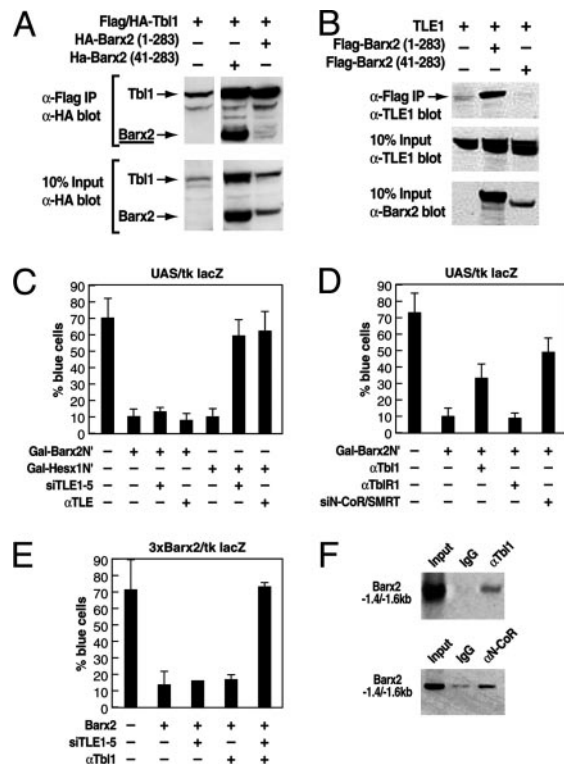 A
Flag/HA-Tbl1 + + +
HA-Barx2 (1-283) – – +
Ha-Barx2 (41-283) – + –
α-Flag IP
α-HA blot
Tbl1
Barx2
10% Input
α-HA blot
Tbl1
Barx2
B
TLE1 + + +
Flag-Barx2 (1-283) – + –
Flag-Barx2 (41-283) – – +
α-Flag IP
α-TLE1 blot
10% Input
α-TLE1 blot
10% Input
α-Barx2 blot
C
UAS/tk lacZ
% blue cells
90
80
70
60
50
40
30
20
10
0
Gal-Barx2N' – + + + – – –
Gal-Hesx1N' – – – – + + +
siTLE1-5 – – + – – + –
αTLE – – – + – – +
D
UAS/tk lacZ
% blue cells
90
80
70
60
50
40
30
20
10
0
Gal-Barx2N' – + + + +
αTbl1 – – + – –
αTblR1 – – – + –
siN-CoR/SMRT – – – – +
E
3xBarx2/tk lacZ
% blue cells
90
80
70
60
50
40
30
20
10
0
Barx2 – + + + +
siTLE1-5 – – + – +
αTbl1 – – – + +
F
Input IgG αTbl1
Barx2
-1.4/-1.6kb
Input IgG αN-CoR
Barx2
-1.4/-1.6kb